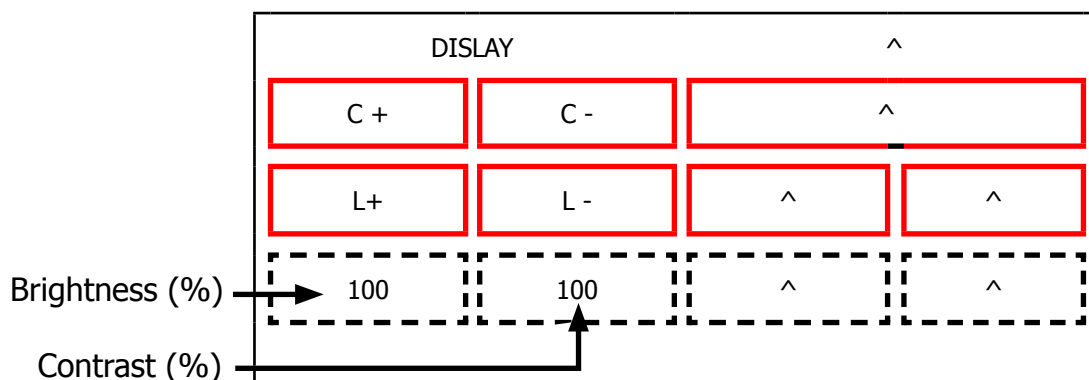 DISLAY ^
C + C - ^
L+ L - ^ ^
Brightness (%) 100 100 ^ ^
Contrast (%)